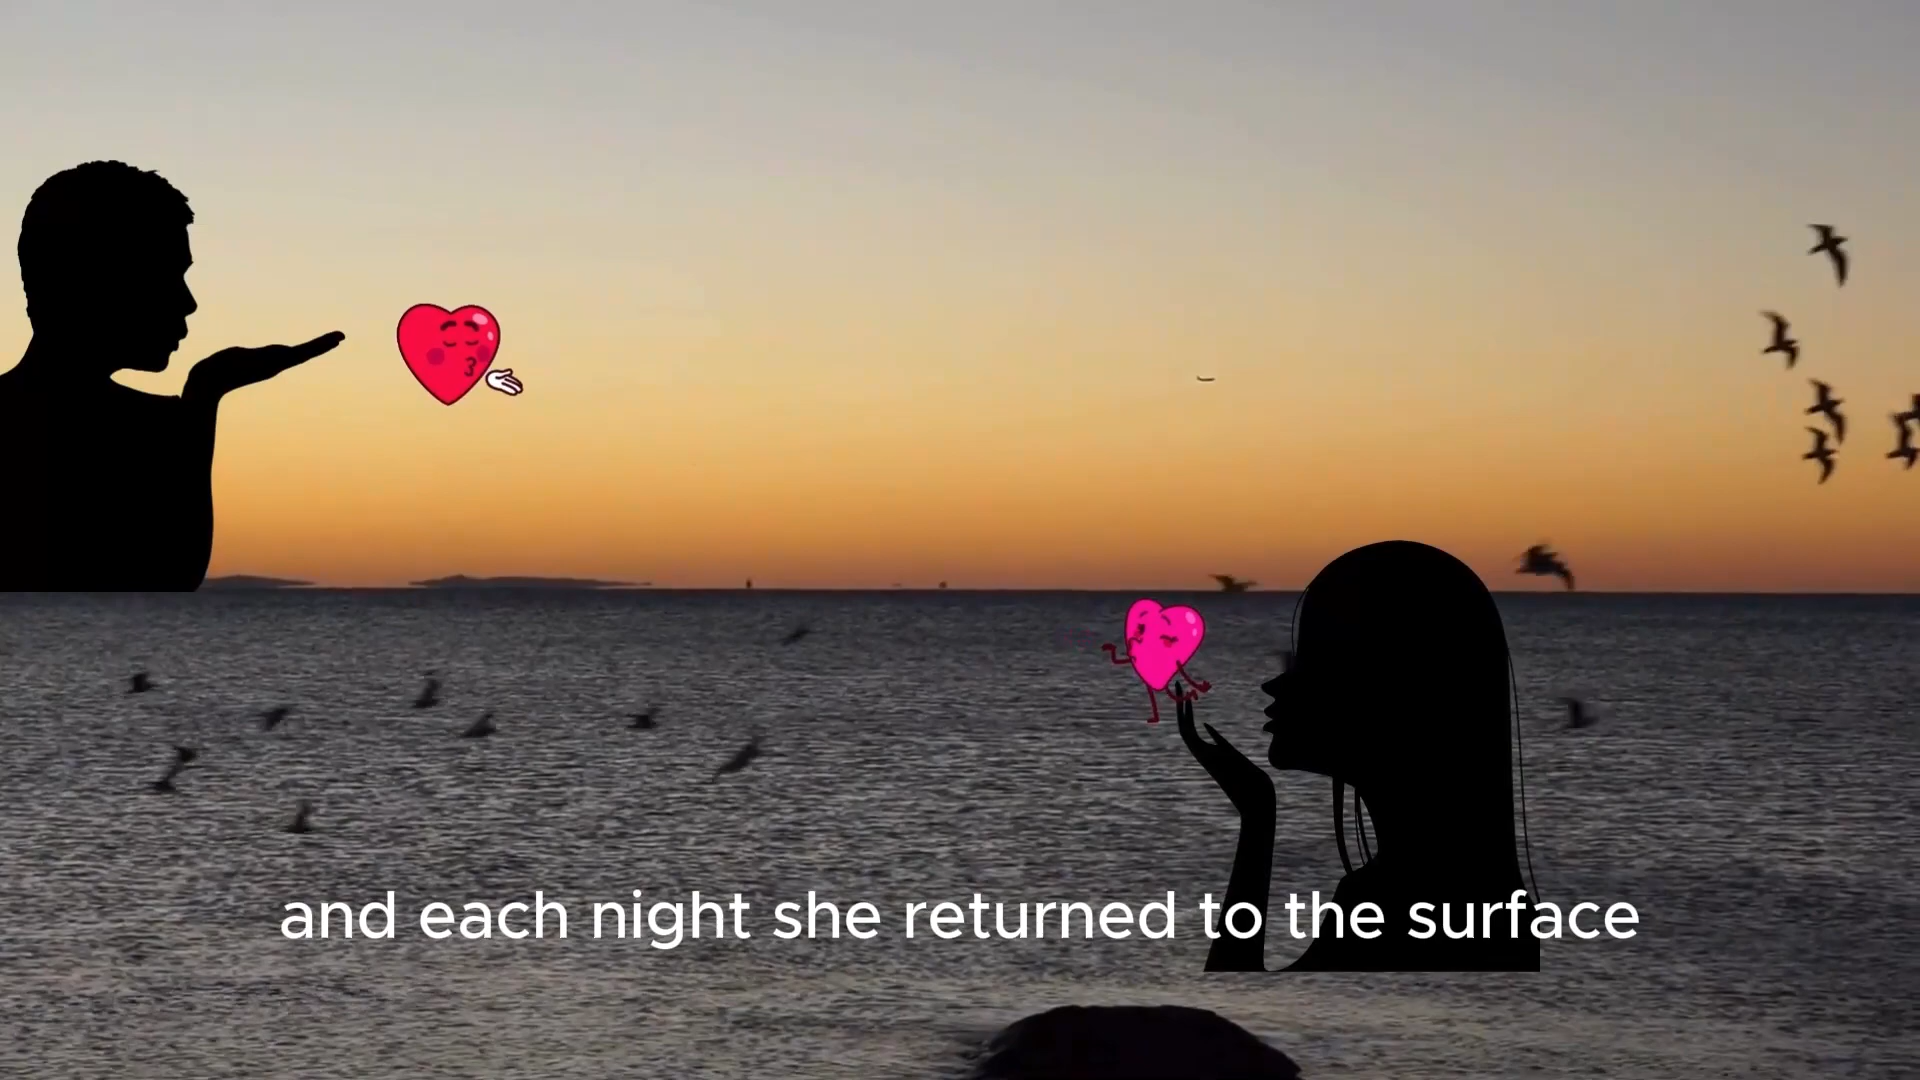 and each night she returned to the surface